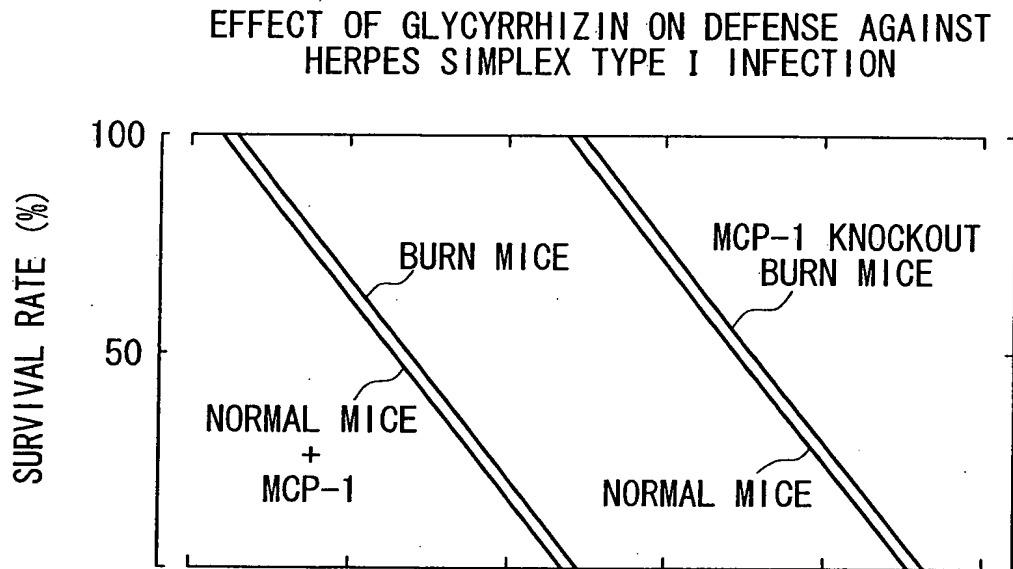 EFFECT OF GLYCYRRHIZIN ON DEFENSE AGAINST
HERPES SIMPLEX TYPE I INFECTION
100
50
SURVIVAL RATE (%)
BURN MICE
MCP-1 KNOCKOUT
BURN MICE
NORMAL MICE
+
MCP-1
NORMAL MICE